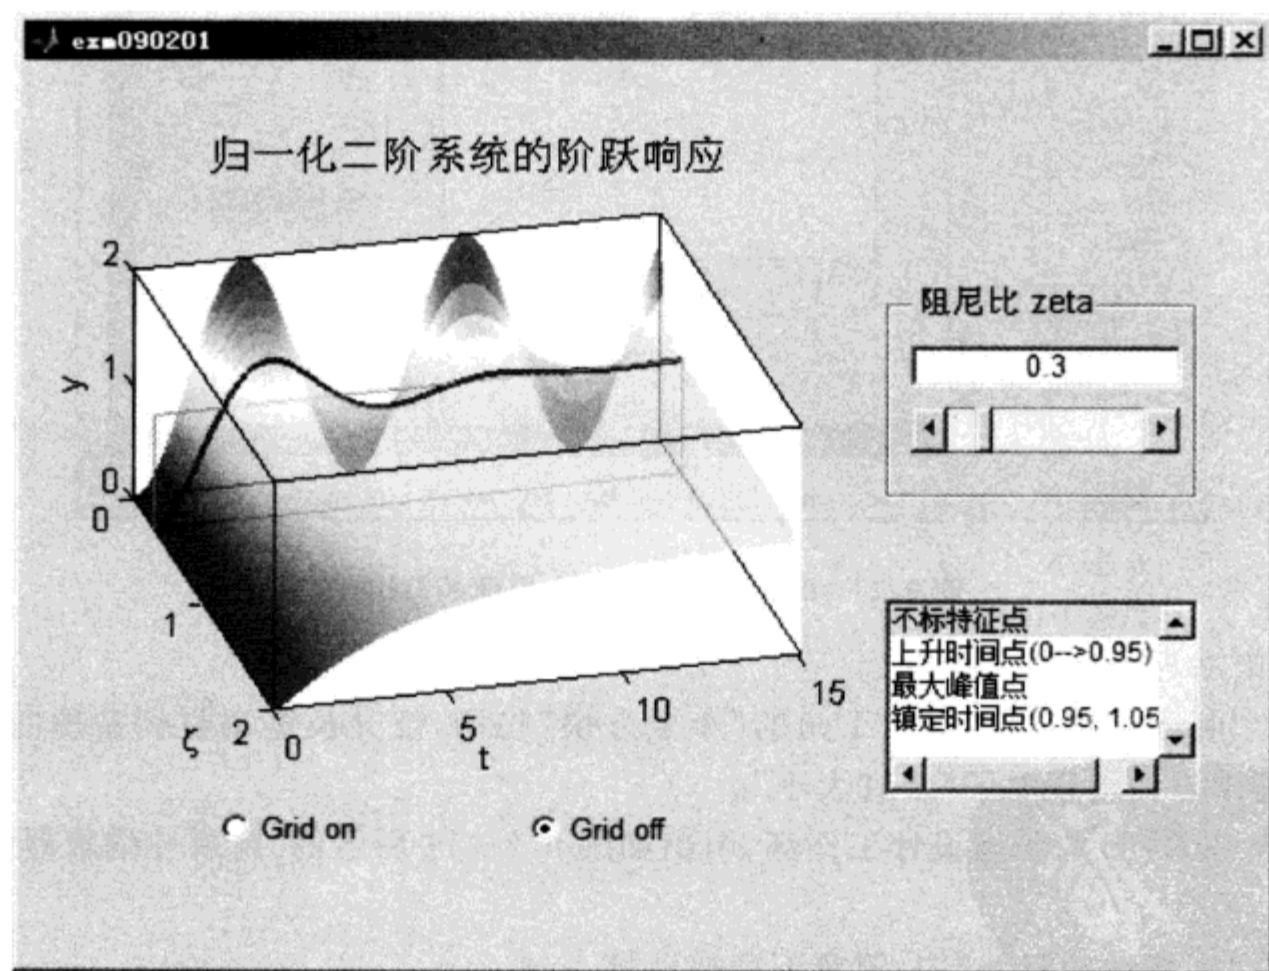 exm090201
归一化二阶系统的阶跃响应
2
1
0
y
0
1
2
ζ
0
5
10
15
t
阻尼比 zeta
0.3
不标特征点
上升时间点(0-->0.95)
最大峰值点
镇定时间点(0.95, 1.05
Grid on
Grid off